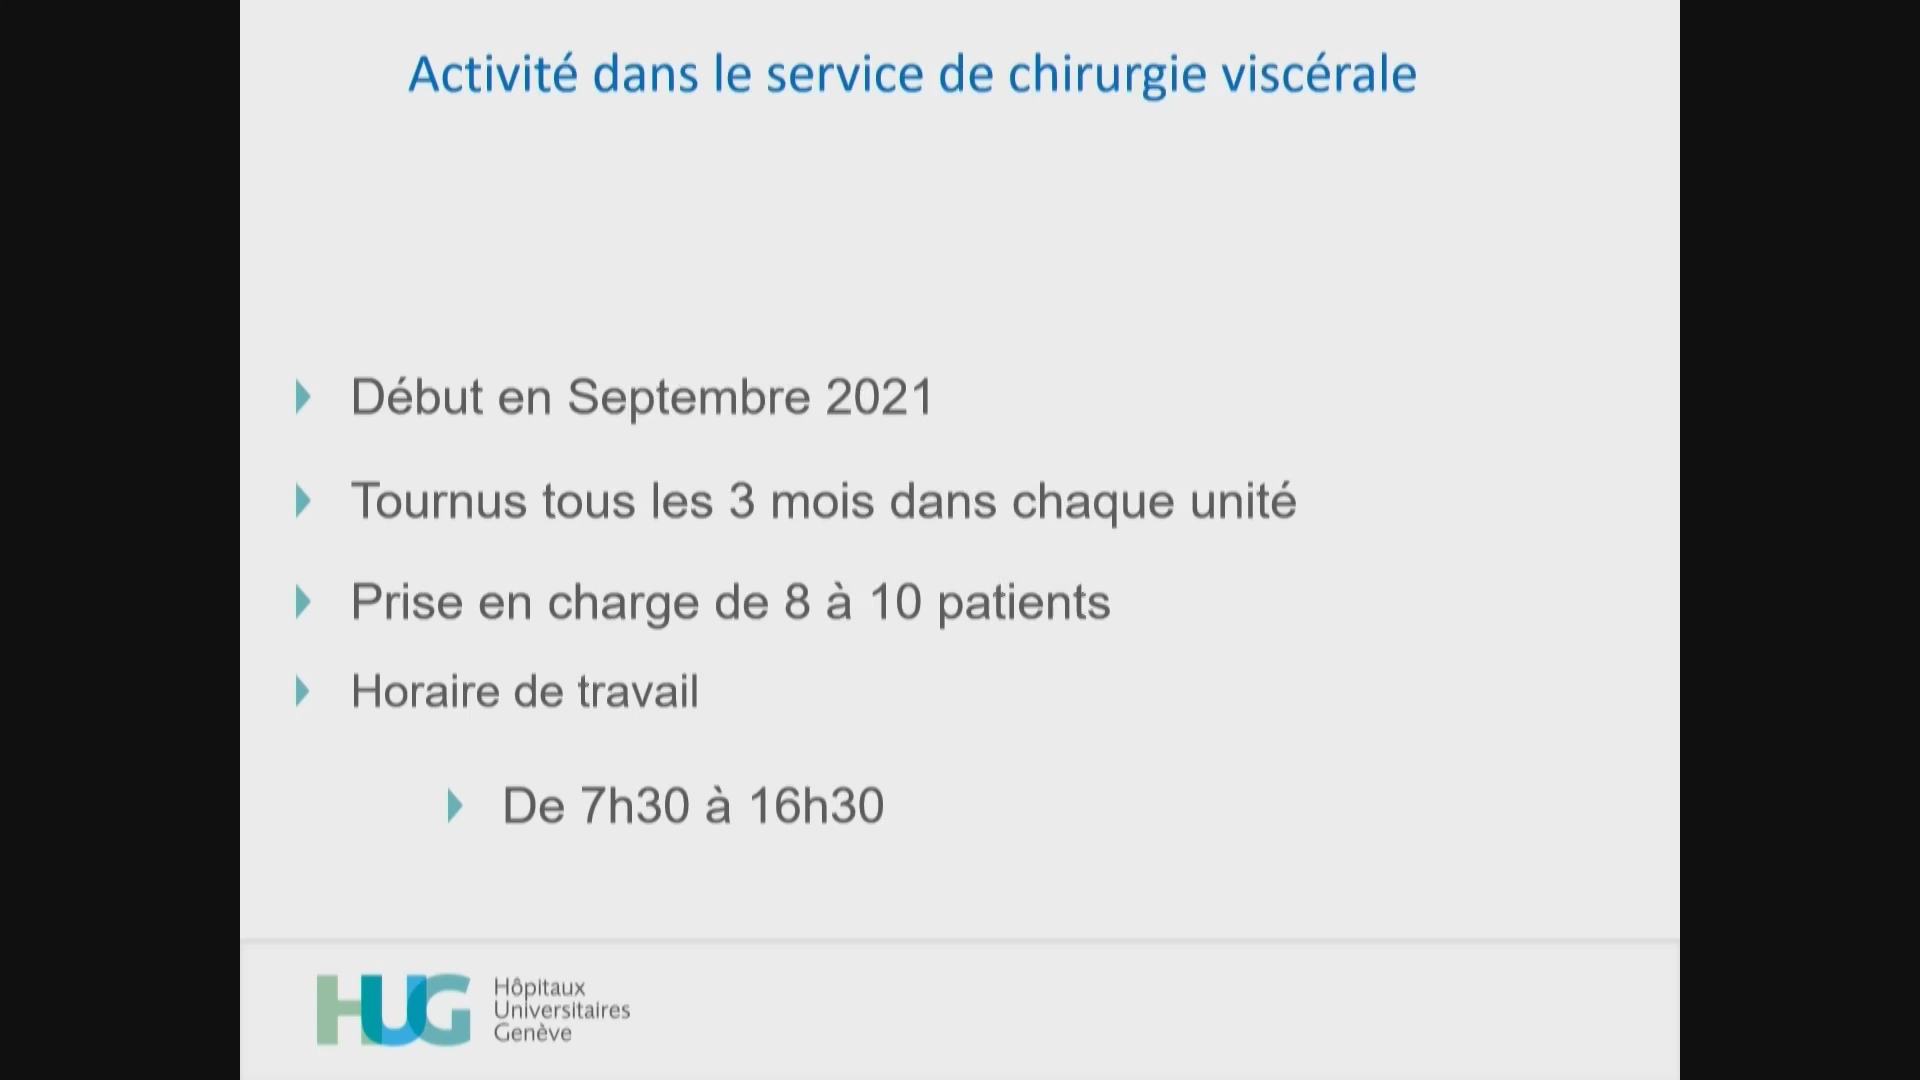 Activité dans le service de chirurgie viscérale
Début en Septembre 2021
Tournus tous les 3 mois dans chaque unité
Prise en charge de 8 à 10 patients
Horaire de travail
De 7h30 à 16h30
HUG
Hôpitaux
Universitaires
Genève